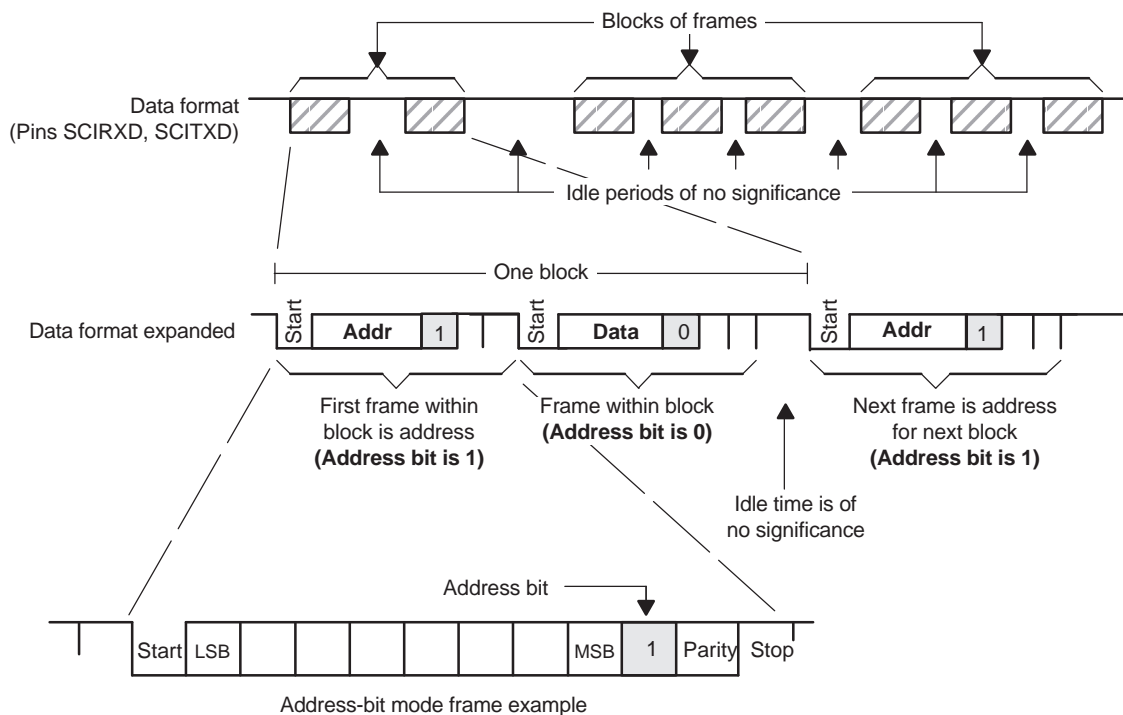 Blocks of frames
Data format
(Pins SCIRXD, SCITXD)
Idle periods of no significance
One block
Data format expanded
Start
Addr
1
Start
Data
0
Start
Addr
1
First frame within
block is address
(Address bit is 1)
Frame within block
(Address bit is 0)
Next frame is address
for next block
(Address bit is 1)
Idle time is of
no significance
Address bit
Start
LSB
MSB
1
Parity
Stop
Address-bit mode frame example